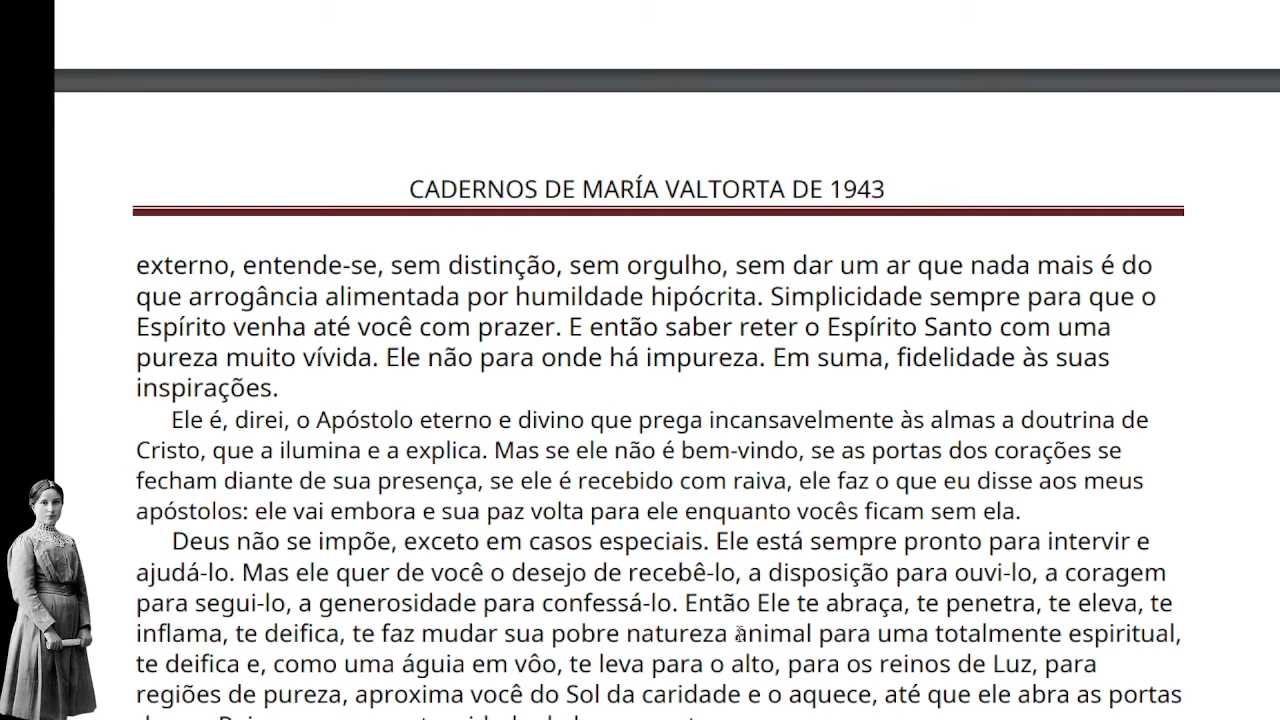 CADERNOS DE MARÍA VALTORTA DE 1943
externo, entende-se, sem distinção, sem orgulho, sem dar um ar que nada mais é do
que arrogância alimentada por humildade hipócrita. Simplicidade sempre para que o
Espírito venha até você com prazer. E então saber reter o Espírito Santo com uma
pureza muito vívida. Ele não para onde há impureza. Em suma, fidelidade às suas
inspirações.
Ele é, direi, o Apóstolo eterno e divino que prega incansavelmente às almas a doutrina de
Cristo, que a ilumina e a explica. Mas se ele não é bem-vindo, se as portas dos corações se
fecham diante de sua presença, se ele é recebido com raiva, ele faz o que eu disse aos meus
apóstolos: ele vai embora e sua paz volta para ele enquanto vocês ficam sem ela.
Deus não se impõe, exceto em casos especiais. Ele está sempre pronto para intervir e
ajudá-lo. Mas ele quer de você o desejo de recebê-lo, a disposição para ouvi-lo, a coragem
para segui-lo, a generosidade para confessá-lo. Então Ele te abraça, te penetra, te eleva, te
inflama, te deifica, te faz mudar sua pobre natureza animal para uma totalmente espiritual,
te deifica e, como uma águia em vôo, te leva para o alto, para os reinos de Luz, para
regiões de pureza, aproxima você do Sol da caridade e o aquece, até que ele abra as portas